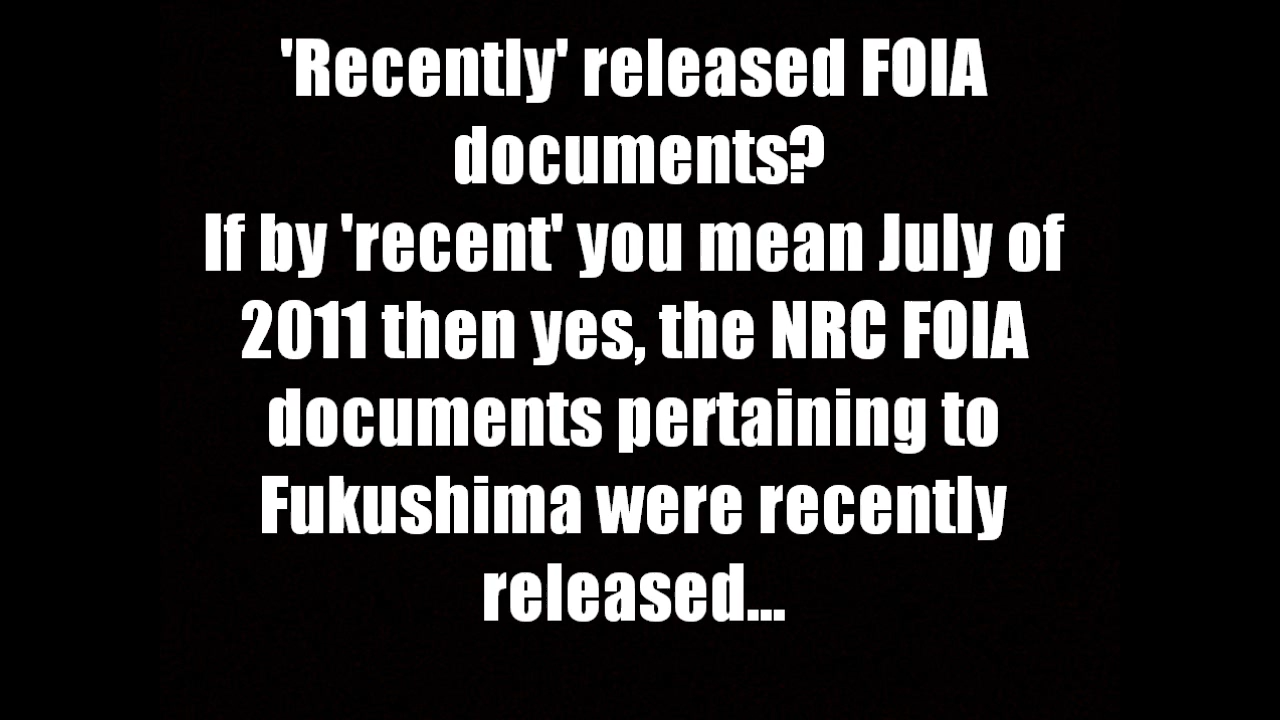 'Recently' released FOIA
documents?
If by 'recent' you mean July of
2011 then yes, the NRC FOIA
documents pertaining to
Fukushima were recently
released...